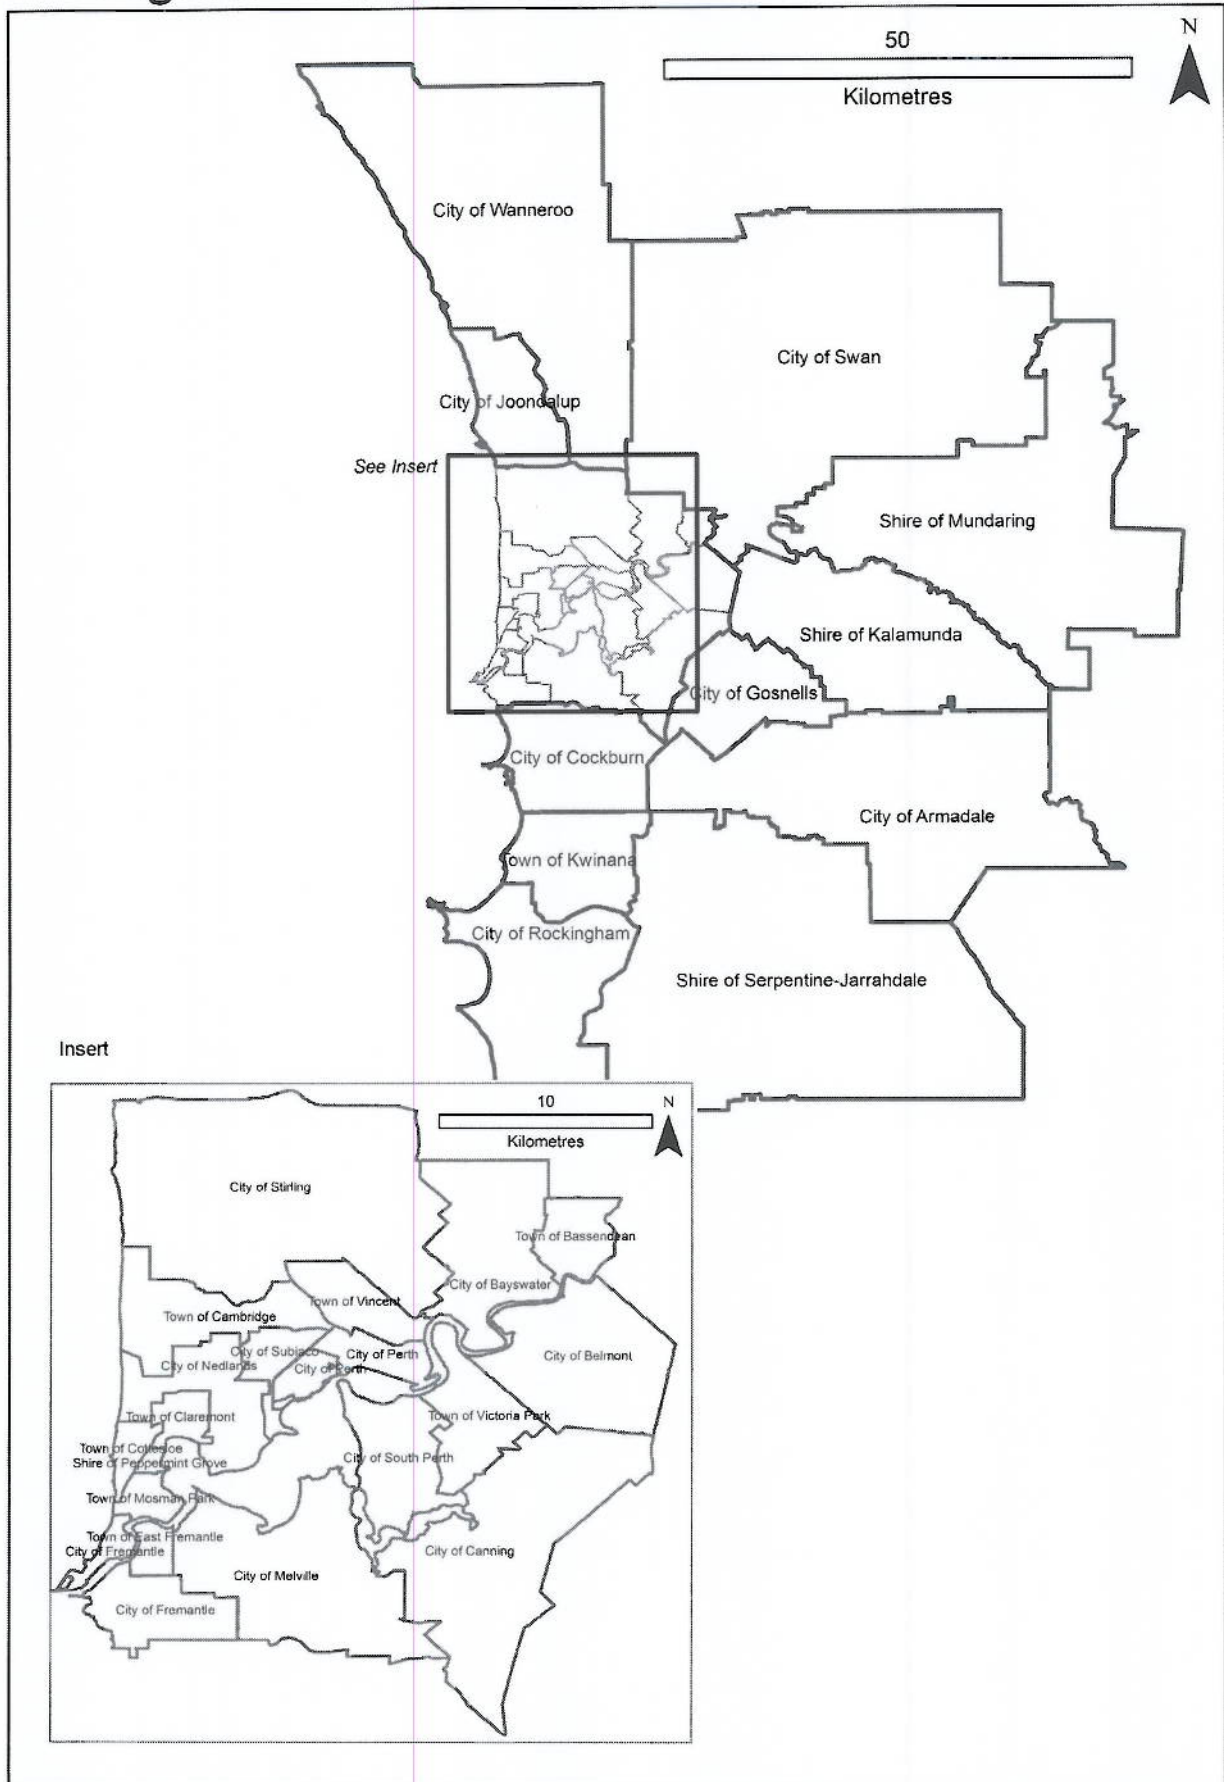 50
N
Kilometres
City of Wanneroo
City of Swan
City of Joondalup
See Insert
Shire of Mundaring
Shire of Kalamunda
City of Gosnells
City of Cockburn
City of Armadale
Town of Kwinana
City of Rockingham
Shire of Serpentine-Jarrahdale
Insert
10
N
Kilometres
City of Stirling
Town of Bassendean
City of Bayswater
Town of Vincent
Town of Cambridge
City of Subiaco
City of Perth
City of Belmont
City of Nedlands
City of Perth
Town of Claremont
Town of Victoria Park
Town of Cottesloe
City of South Perth
Shire of Peppermint Grove
Town of Mosman Park
Town of East Fremantle
City of Fremantle
City of Canning
City of Melville
City of Fremantle